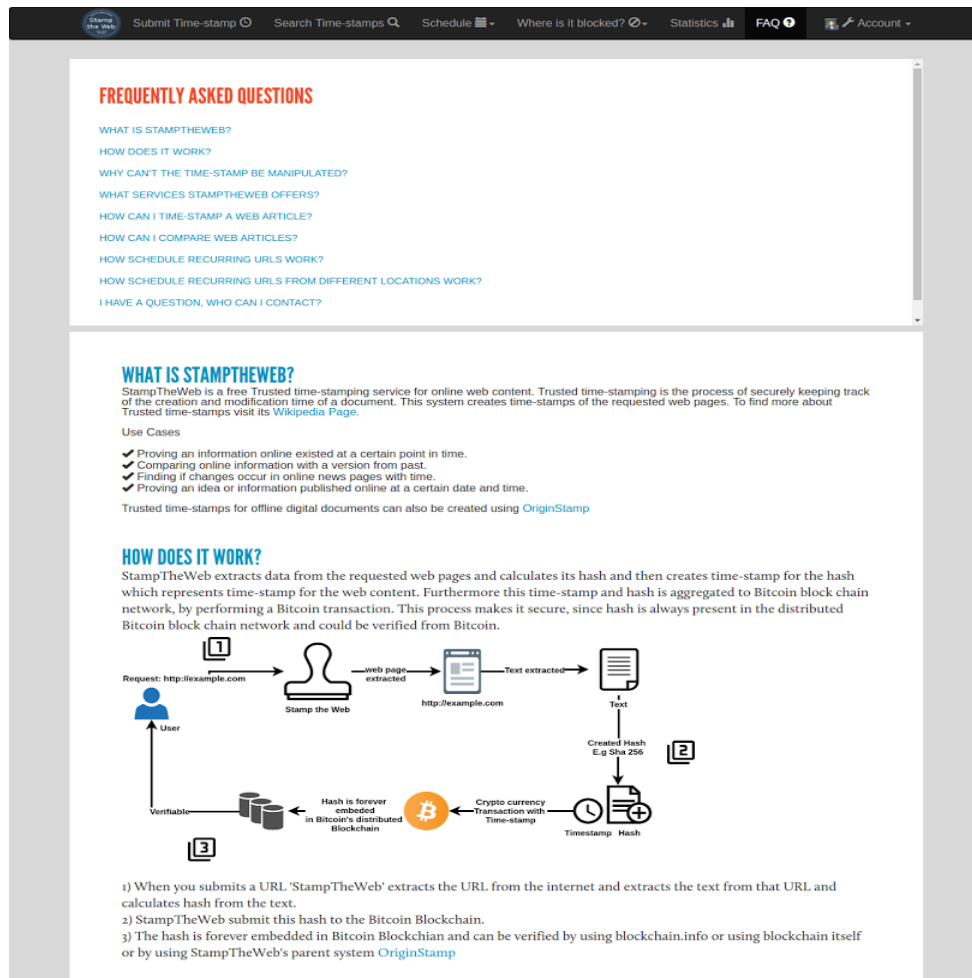 Stamp
the Web
Submit Time-stamp
Search Time-stamps
Schedule
Where is it blocked?
Statistics
FAQ
Account
FREQUENTLY ASKED QUESTIONS
WHAT IS STAMPTHEWEB?
HOW DOES IT WORK?
WHY CAN'T THE TIME-STAMP BE MANIPULATED?
WHAT SERVICES STAMPTHEWEB OFFERS?
HOW CAN I TIME-STAMP A WEB ARTICLE?
HOW CAN I COMPARE WEB ARTICLES?
HOW SCHEDULE RECURRING URLS WORK?
HOW SCHEDULE RECURRING URLS FROM DIFFERENT LOCATIONS WORK?
I HAVE A QUESTION, WHO CAN I CONTACT?
WHAT IS STAMPTHEWEB?
StampTheWeb is a free Trusted time-stamping service for online web content. Trusted time-stamping is the process of securely keeping track
of the creation and modification time of a document. This system creates time-stamps of the requested web pages. To find more about
Trusted time-stamps visit its Wikipedia Page.
Use Cases
Proving an information online existed at a certain point in time.
Comparing online information with a version from past.
Finding if changes occur in online news pages with time.
Proving an idea or information published online at a certain date and time.
Trusted time-stamps for offline digital documents can also be created using OriginStamp
HOW DOES IT WORK?
StampTheWeb extracts data from the requested web pages and calculates its hash and then creates time-stamp for the hash
which represents time-stamp for the web content. Furthermore this time-stamp and hash is aggregated to Bitcoin block chain
network, by performing a Bitcoin transaction. This process makes it secure, since hash is always present in the distributed
Bitcoin block chain network and could be verified from Bitcoin.
1
Request: http://example.com
Stamp the Web
web page
extracted
http://example.com
Text extracted
Text
User
Created Hash
E.g Sha 256
2
Verifiable
Hash is forever
embeded
in Bitcoin's distributed
Blockchain
Crypto currency
Transaction with
Time-stamp
Timestamp Hash
3
1) When you submits a URL 'StampTheWeb' extracts the URL from the internet and extracts the text from that URL and
calculates hash from the text.
2) StampTheWeb submit this hash to the Bitcoin Blockchain.
3) The hash is forever embedded in Bitcoin Blockchian and can be verified by using blockchain.info or using blockchain itself
or by using StampTheWeb's parent system OriginStamp